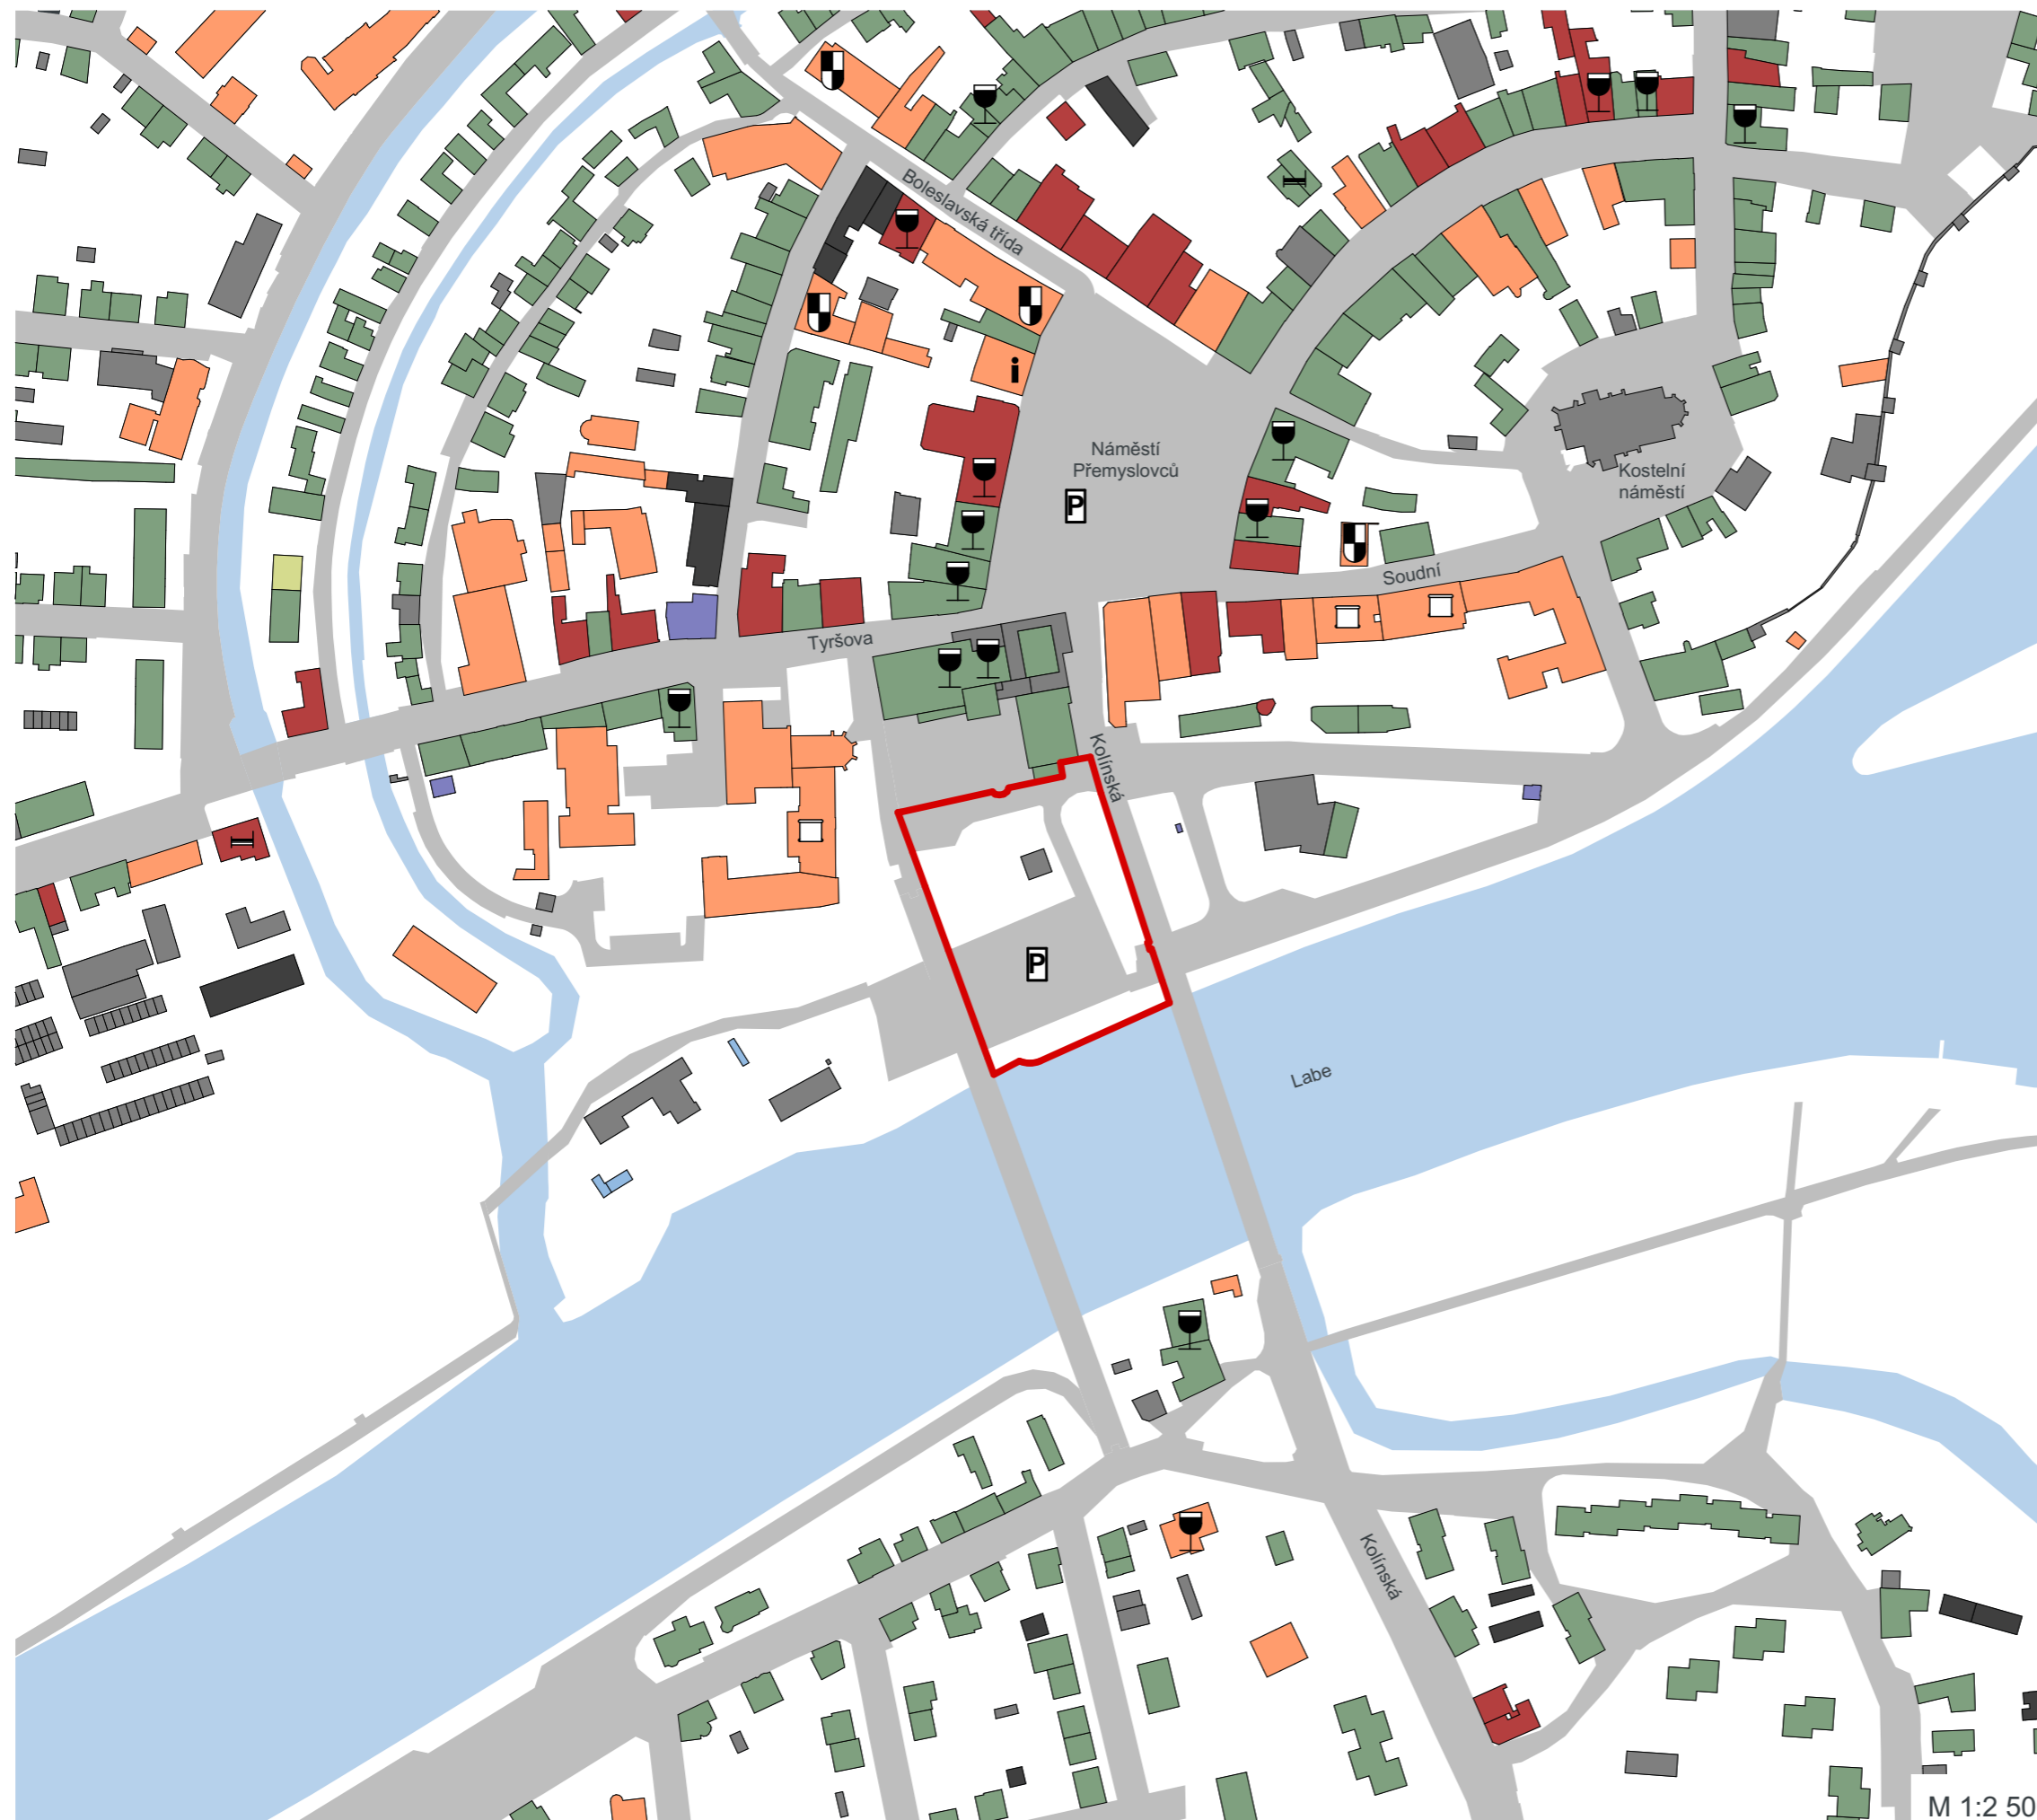 Boleslavská třída
Náměstí
Přemyslovců
P
i
Kostelní
náměstí
Soudní
Tyršova
Kolínská
P
Labe
Kolínská
M 1:2 50